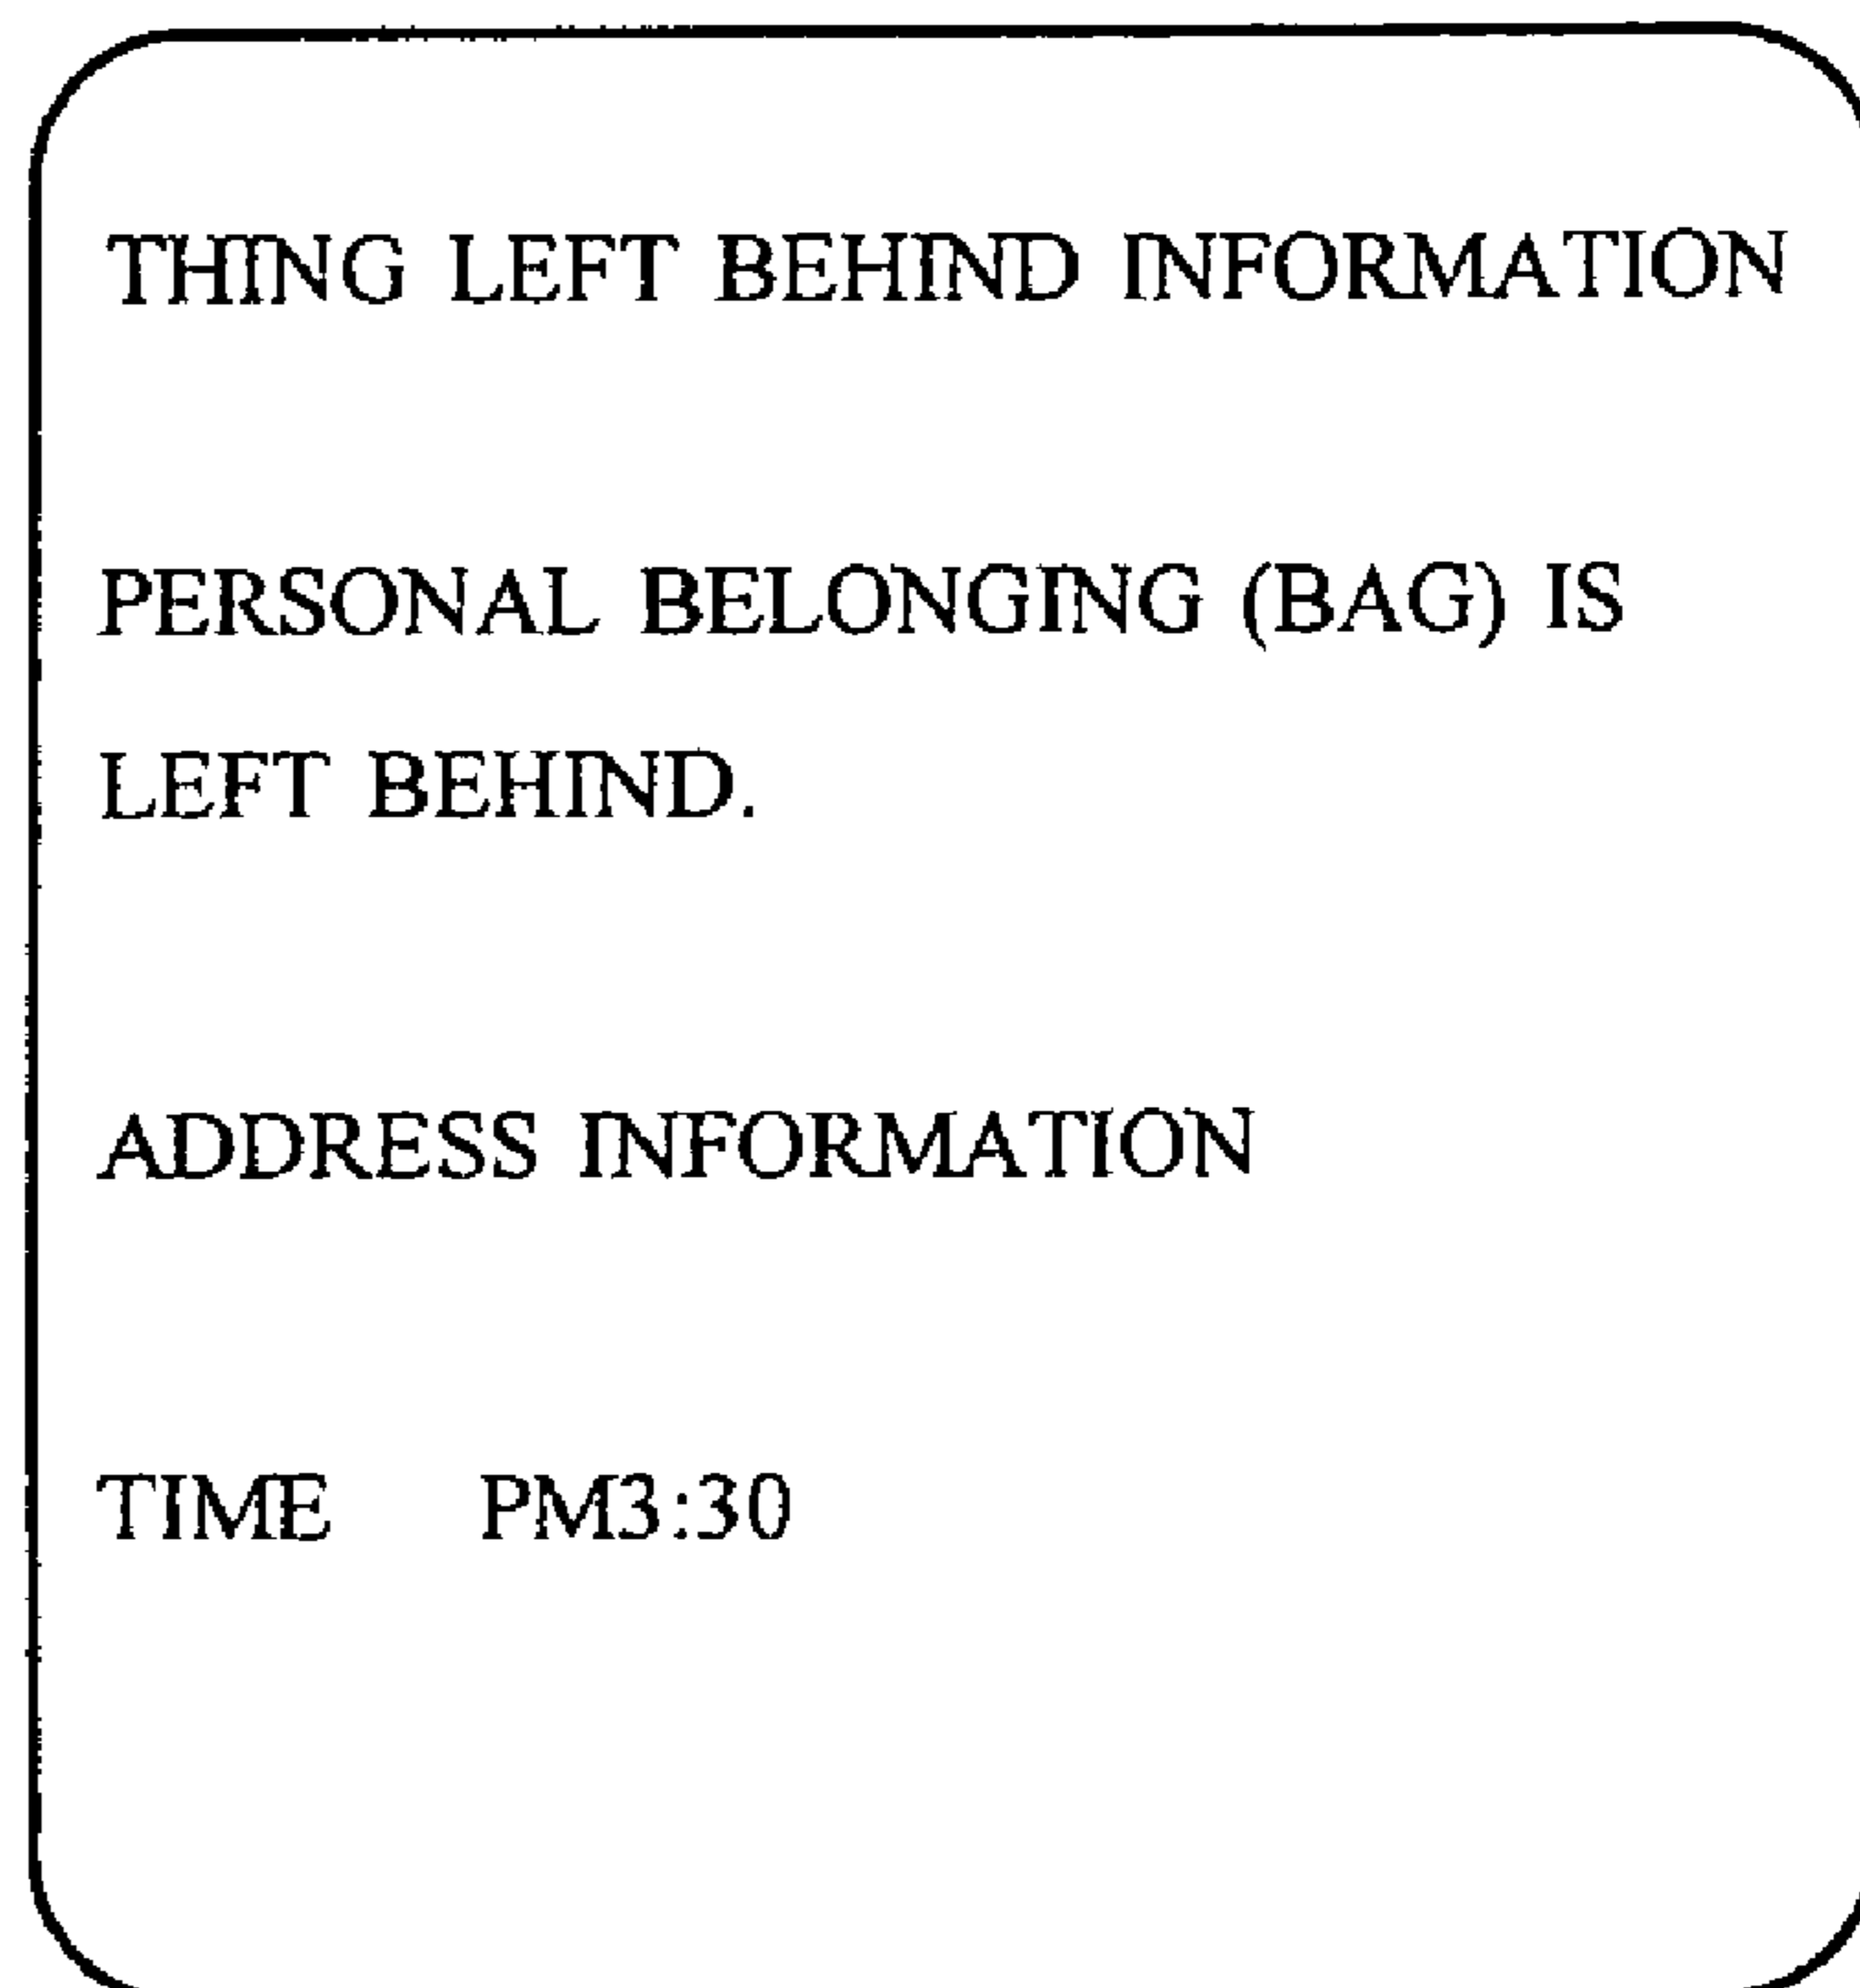 THING LEFT BEHIND INFORMATION
PERSONAL BELONGING (BAG) IS
LEFT BEHIND.
ADDRESS INFORMATION
TIME PM3:30